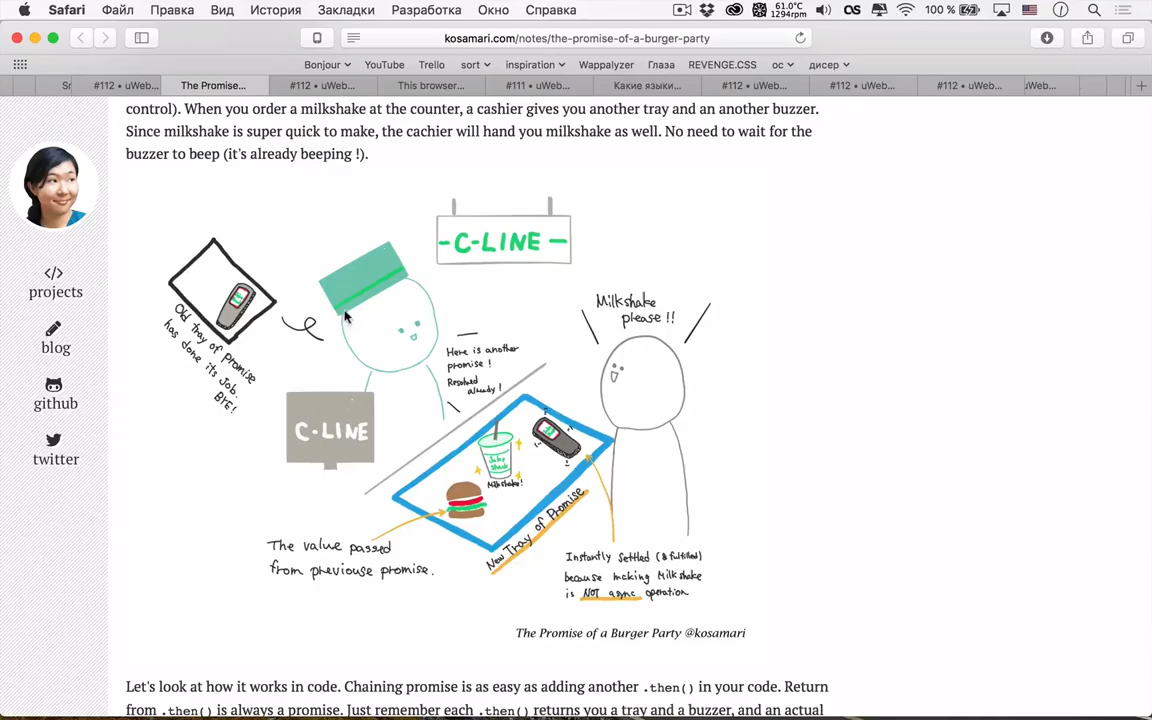 Safari Файл Правка Вид История Закладки Разработка Окно Справка
61.0°C
1294rpm
100 %
kosamari.com/notes/the-promise-of-a-burger-party
Bonjour YouTube Trello sort inspiration Wappalyzer Глаза REVENGE.CSS ос дисер
Sr #112 • uWeb... The Promise... #112 • uWeb... This browser... #111 • uWeb... Какие языки... #112 • uWeb... #112 • uWeb... #112 • uWeb... uWeb...
control). When you order a milkshake at the counter, a cashier gives you another tray and an another buzzer.
Since milkshake is super quick to make, the cachier will hand you milkshake as well. No need to wait for the
buzzer to beep (it's already beeping !).
-C-LINE-
Milkshake
please !!
Old tray of promise
has done its Job.
BYE!
Here is another
promise !
Resolved
already !
C-LINE
Jake
Shack
Milkshake!
New Tray of Promise
The value passed
from previouse promise.
Instantly settled (& fulfilled)
because making Milkshake
is NOT async operation
The Promise of a Burger Party @kosamari
</> projects
blog
github
twitter
Let's look at how it works in code. Chaining promise is as easy as adding another .then() in your code. Return
from .then() is always a promise. Just remember each .then() returns you a tray and a buzzer, and an actual